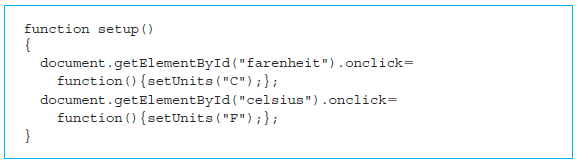 function setup()
{
  document.getElementById("farenheit").onclick=
    function(){setUnits("C");};
  document.getElementById("celsius").onclick=
    function(){setUnits("F");};
}